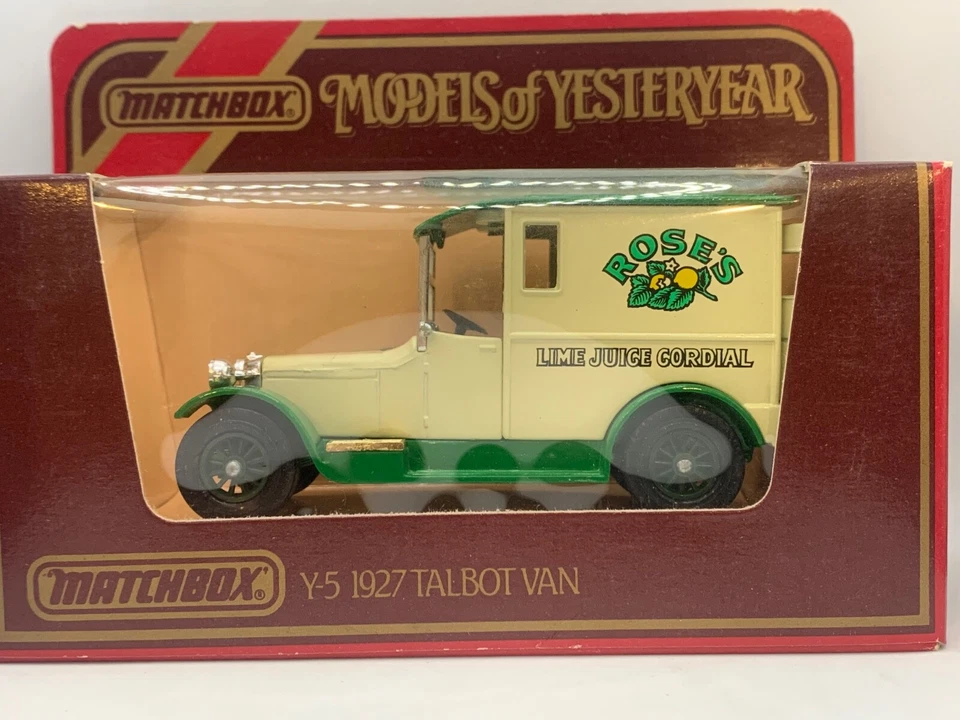 MATCHBOX®
MODELS of YESTERYEAR
ROSE'S
LIME JUICE CORDIAL
MATCHBOX®
Y-5 1927 TALBOT VAN